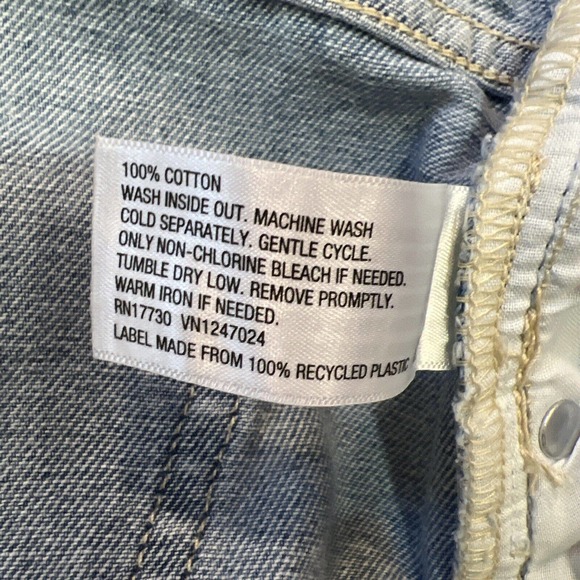 100% COTTON
WASH INSIDE OUT. MACHINE WASH
COLD SEPARATELY. GENTLE CYCLE.
ONLY NON-CHLORINE BLEACH IF NEEDED.
TUMBLE DRY LOW. REMOVE PROMPTLY.
WARM IRON IF NEEDED.
RN17730 VN1247024
LABEL MADE FROM 100% RECYCLED PLASTIC